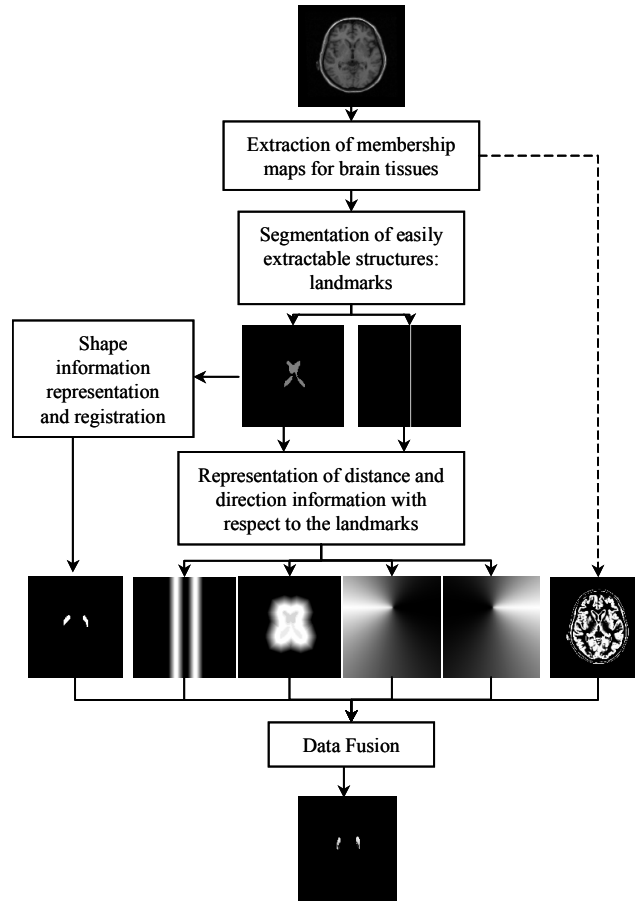 Extraction of membership
maps for brain tissues
Segmentation of easily
extractable structures:
landmarks
Shape
information
representation
and registration
Representation of distance and
direction information with
respect to the landmarks
Data Fusion